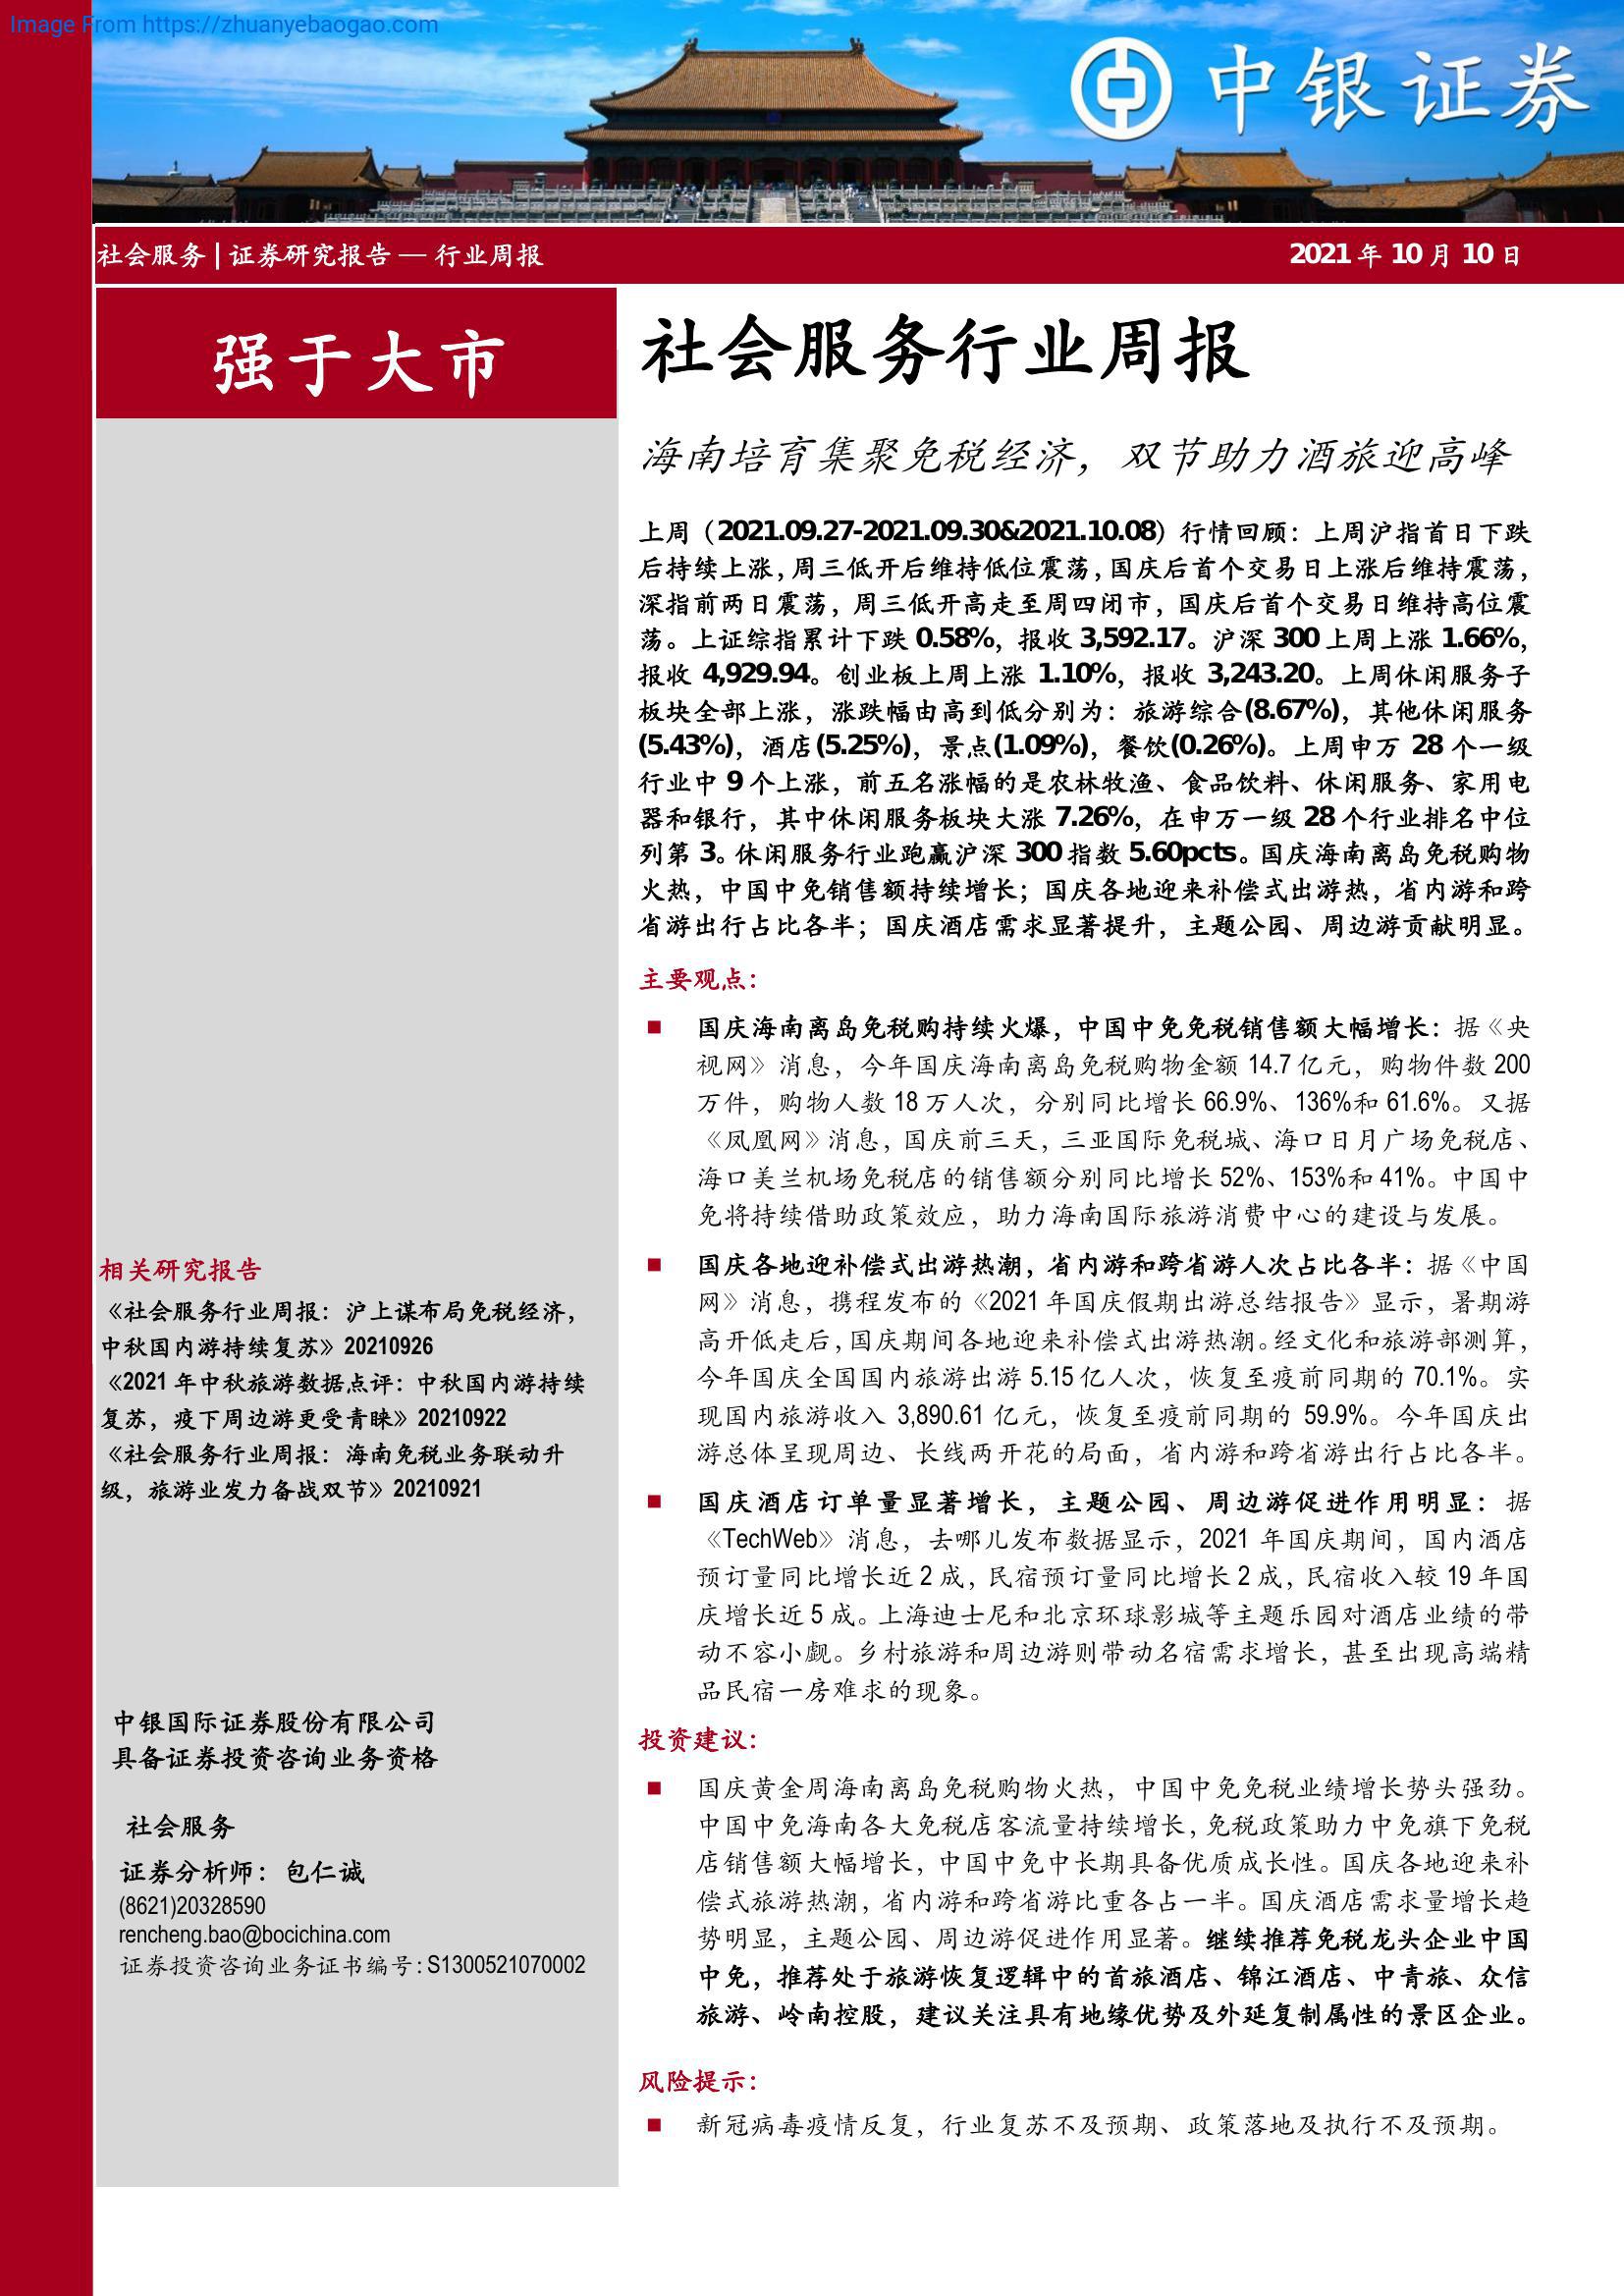 Image From https://zhuanyebaogao.com
中银证券
社会服务 | 证券研究报告 — 行业周报
2021 年 10 月 10 日
强于大市
社会服务行业周报
海南培育集聚免税经济，双节助力酒旅迎高峰
上周（2021.09.27-2021.09.30&2021.10.08）行情回顾：上周沪指首日下跌
后持续上涨，周三低开后维持低位震荡，国庆后首个交易日上涨后维持震荡，
深指前两日震荡，周三低开高走至周四闭市，国庆后首个交易日维持高位震
荡。上证综指累计下跌 0.58%，报收 3,592.17。沪深 300 上周上涨 1.66%，
报收 4,929.94。创业板上周上涨 1.10%，报收 3,243.20。上周休闲服务子
板块全部上涨，涨跌幅由高到低分别为：旅游综合(8.67%)，其他休闲服务
(5.43%)，酒店(5.25%)，景点(1.09%)，餐饮(0.26%)。上周申万 28 个一级
行业中 9 个上涨，前五名涨幅的是农林牧渔、食品饮料、休闲服务、家用电
器和银行，其中休闲服务板块大涨 7.26%，在申万一级 28 个行业排名中位
列第 3。休闲服务行业跑赢沪深 300 指数 5.60pcts。国庆海南离岛免税购物
火热，中国中免销售额持续增长；国庆各地迎来补偿式出游热，省内游和跨
省游出行占比各半；国庆酒店需求显著提升，主题公园、周边游贡献明显。
主要观点：
■ 国庆海南离岛免税购持续火爆，中国中免免税销售额大幅增长：据《央
视网》消息，今年国庆海南离岛免税购物金额 14.7 亿元，购物件数 200
万件，购物人数 18 万人次，分别同比增长 66.9%、136%和 61.6%。又据
《凤凰网》消息，国庆前三天，三亚国际免税城、海口日月广场免税店、
海口美兰机场免税店的销售额分别同比增长 52%、153%和 41%。中国中
免将持续借助政策效应，助力海南国际旅游消费中心的建设与发展。
■ 国庆各地迎补偿式出游热潮，省内游和跨省游人次占比各半：据《中国
网》消息，携程发布的《2021 年国庆假期出游总结报告》显示，暑期游
高开低走后，国庆期间各地迎来补偿式出游热潮。经文化和旅游部测算，
今年国庆全国国内旅游出游 5.15 亿人次，恢复至疫前同期的 70.1%。实
现国内旅游收入 3,890.61 亿元，恢复至疫前同期的 59.9%。今年国庆出
游总体呈现周边、长线两开花的局面，省内游和跨省游出行占比各半。
■ 国庆酒店订单量显著增长，主题公园、周边游促进作用明显：据
《TechWeb》消息，去哪儿发布数据显示，2021 年国庆期间，国内酒店
预订量同比增长近 2 成，民宿预订量同比增长 2 成，民宿收入较 19 年国
庆增长近 5 成。上海迪士尼和北京环球影城等主题乐园对酒店业绩的带
动不容小觑。乡村旅游和周边游则带动名宿需求增长，甚至出现高端精
品民宿一房难求的现象。
投资建议：
■ 国庆黄金周海南离岛免税购物火热，中国中免免税业绩增长势头强劲。
中国中免海南各大免税店客流量持续增长，免税政策助力中免旗下免税
店销售额大幅增长，中国中免中长期具备优质成长性。国庆各地迎来补
偿式旅游热潮，省内游和跨省游比重各占一半。国庆酒店需求量增长趋
势明显，主题公园、周边游促进作用显著。继续推荐免税龙头企业中国
中免，推荐处于旅游恢复逻辑中的首旅酒店、锦江酒店、中青旅、众信
旅游、岭南控股，建议关注具有地缘优势及外延复制属性的景区企业。
风险提示：
■ 新冠病毒疫情反复，行业复苏不及预期、政策落地及执行不及预期。
相关研究报告
《社会服务行业周报：沪上谋布局免税经济，
中秋国内游持续复苏》20210926
《2021 年中秋旅游数据点评：中秋国内游持续
复苏，疫下周边游更受青睐》20210922
《社会服务行业周报：海南免税业务联动升
级，旅游业发力备战双节》20210921
中银国际证券股份有限公司
具备证券投资咨询业务资格
社会服务
证券分析师：包仁诚
(8621)20328590
rencheng.bao@bocichina.com
证券投资咨询业务证书编号：S1300521070002